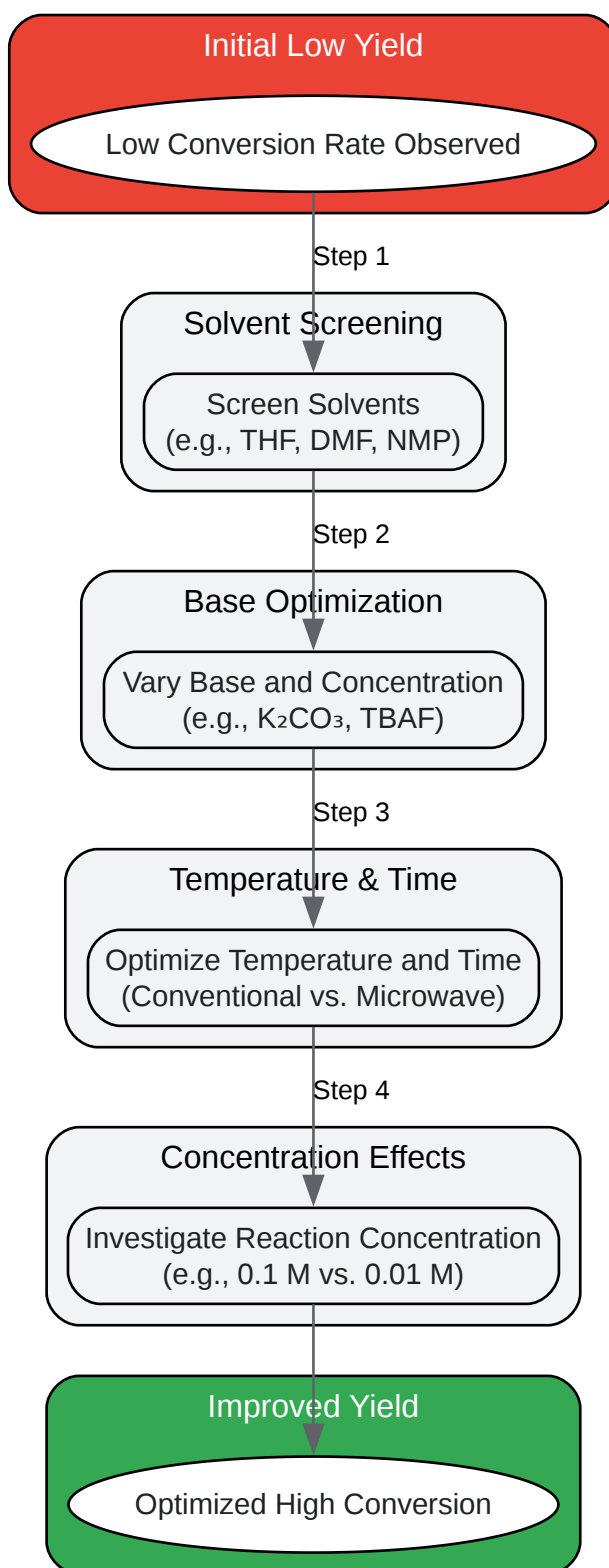 Initial Low Yield
Low Conversion Rate Observed
Step 1
Solvent Screening
Screen Solvents
(e.g., THF, DMF, NMP)
Step 2
Base Optimization
Vary Base and Concentration
(e.g., K₂CO₃, TBAF)
Step 3
Temperature & Time
Optimize Temperature and Time
(Conventional vs. Microwave)
Step 4
Concentration Effects
Investigate Reaction Concentration
(e.g., 0.1 M vs. 0.01 M)
Improved Yield
Optimized High Conversion